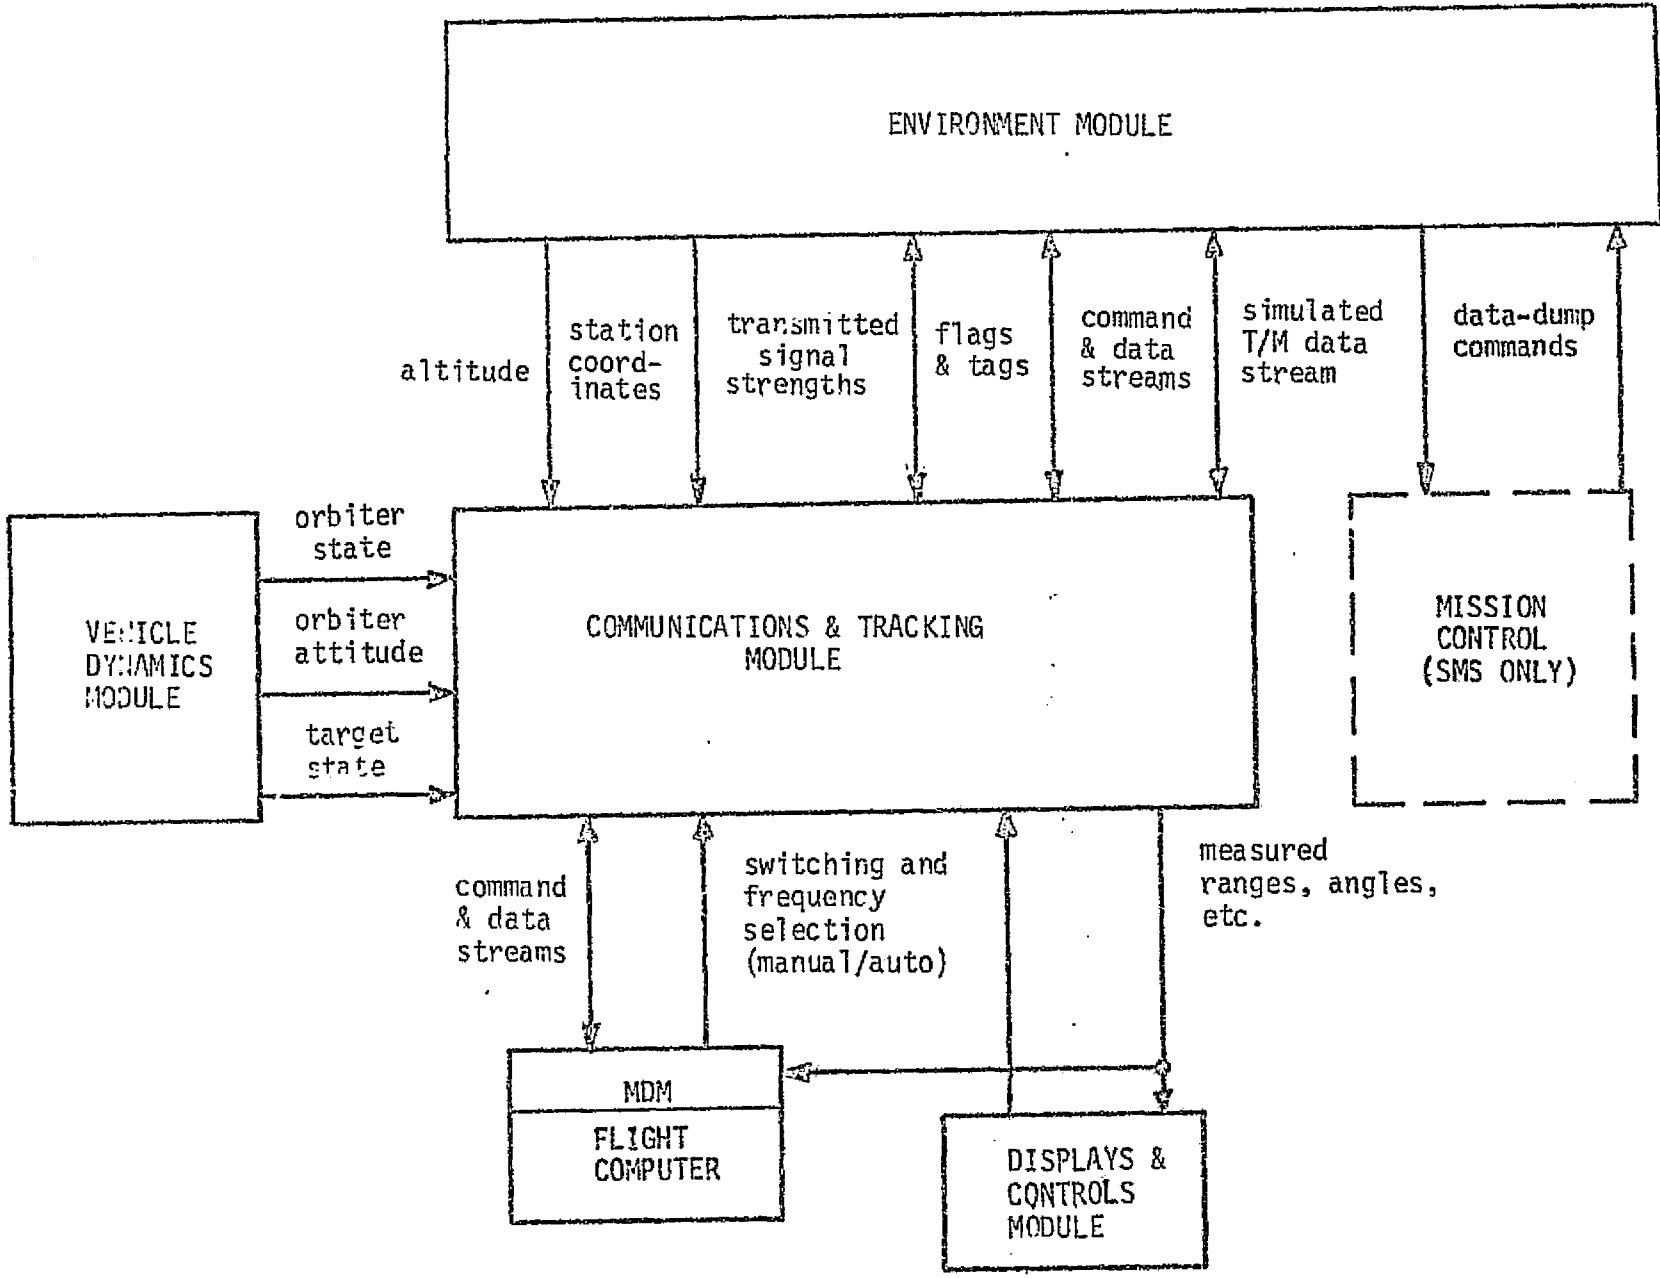 ENVIRONMENT MODULE
altitude
station
coord-
inates
transmitted
signal
strengths
flags
& tags
command
& data
streams
simulated
T/M data
stream
data-dump
commands
orbiter
state
orbiter
attitude
target
state
VEHICLE
DYNAMICS
MODULE
COMMUNICATIONS & TRACKING
MODULE
MISSION
CONTROL
(SMS ONLY)
command
& data
streams
switching and
frequency
selection
(manual/auto)
measured
ranges, angles,
etc.
MDM
FLIGHT
COMPUTER
DISPLAYS &
CONTROLS
MODULE